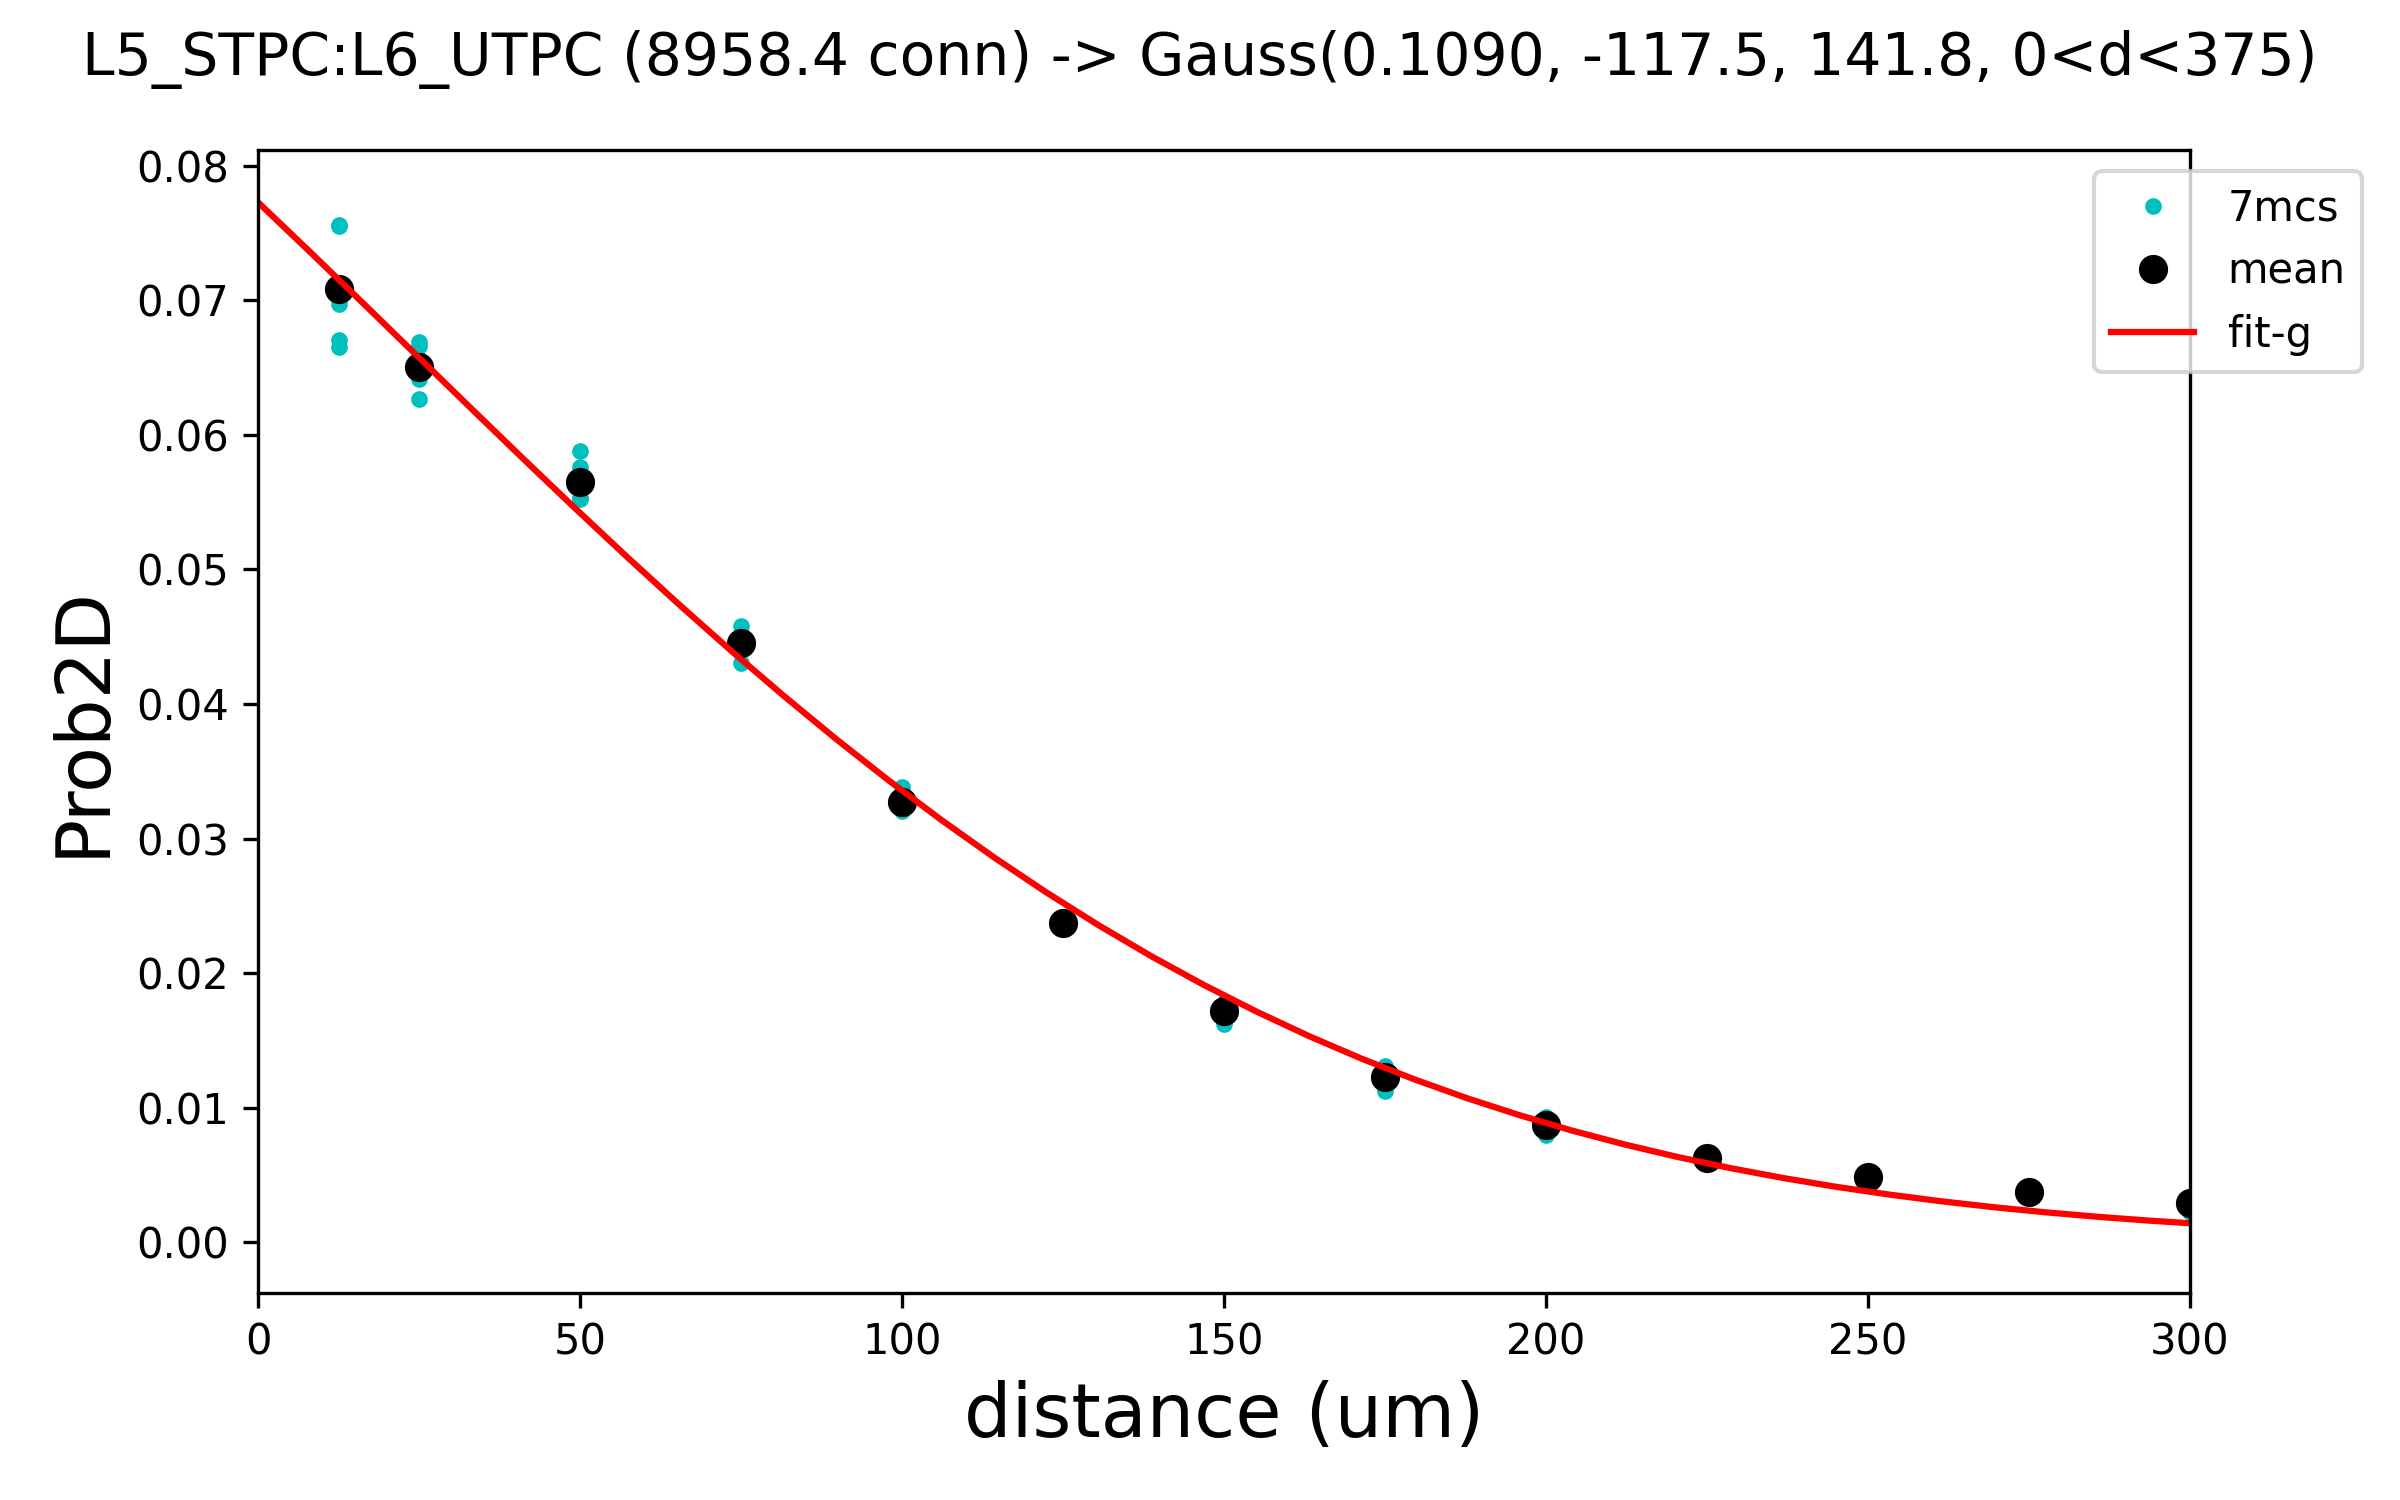 L5_STPC:L6_UTPC (8958.4 conn) -> Gauss(0.1090, -117.5, 141.8, 0<d<375)
7mcs
mean
fit-g
0.08
0.07
0.06
0.05
0.04
0.03
0.02
0.01
0.00
Prob2D
0 50 100 150 200 250 300
distance (um)